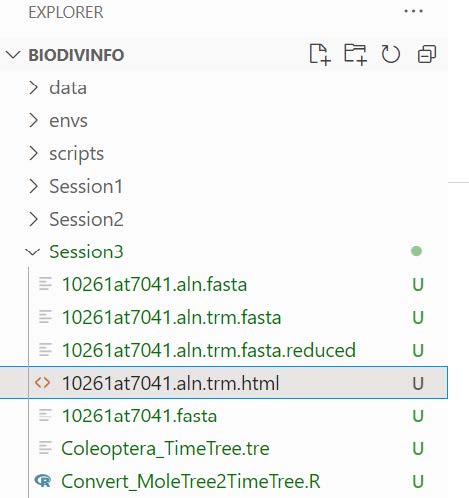 EXPLORER
BIODIVINFO
data
envs
scripts
Session1
Session2
Session3
10261at7041.aln.fasta U
10261at7041.aln.trm.fasta U
10261at7041.aln.trm.fasta.reduced U
10261at7041.aln.trm.html U
10261at7041.fasta U
Coleoptera_TimeTree.tre U
Convert_MoleTree2TimeTree.R U